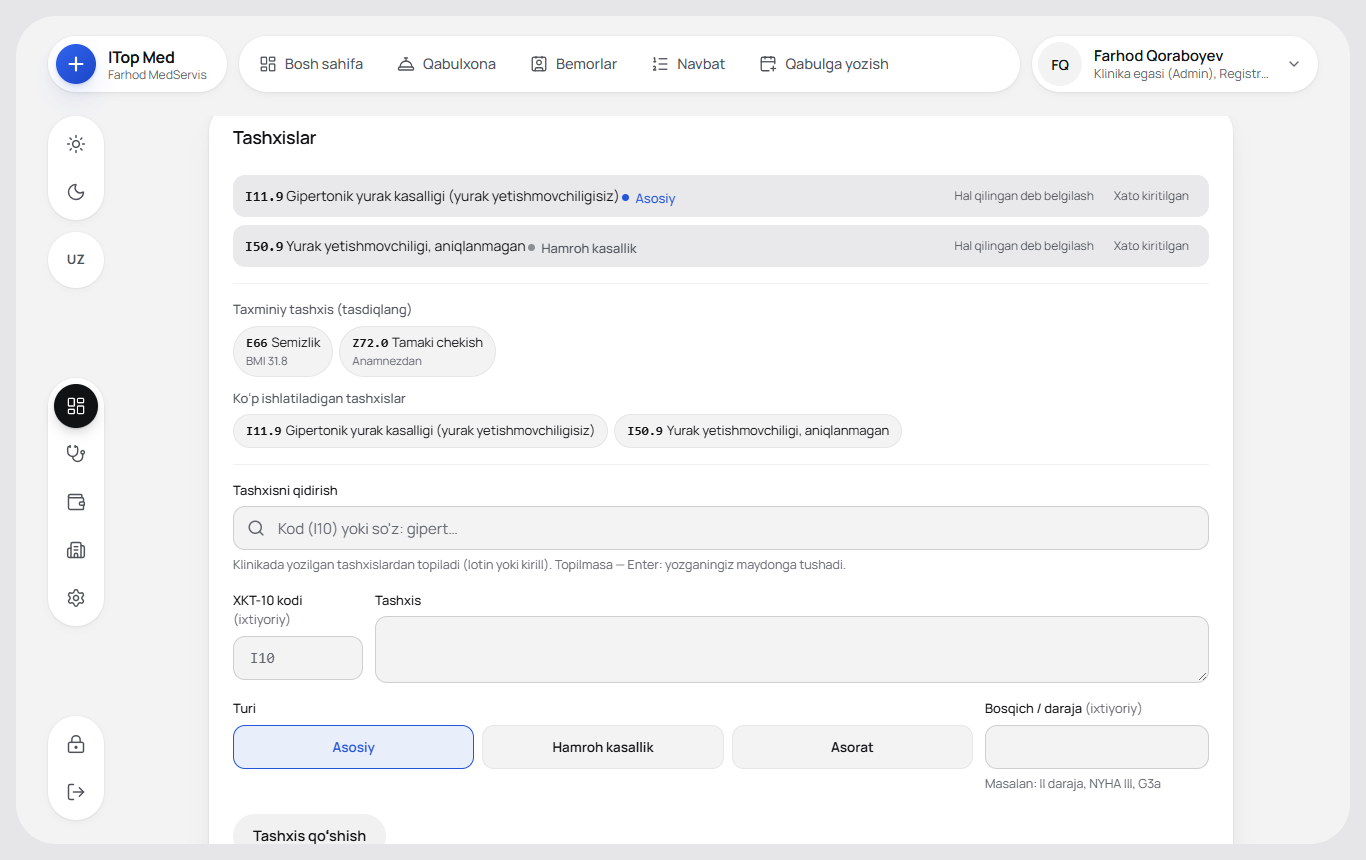 ITop Med
Farhod MedServis
Bosh sahifa
Qabulxona
Bemorlar
Navbat
Qabulga yozish
FQ
Farhod Qoraboyev
Klinika egasi (Admin), Registr...
UZ
Tashxislar
I11.9 Gipertonik yurak kasalligi (yurak yetishmovchiligisiz) Asosiy Hal qilingan deb belgilash Xato kiritilgan
I50.9 Yurak yetishmovchiligi, aniqlanmagan Hamroh kasallik Hal qilingan deb belgilash Xato kiritilgan
Taxminiy tashxis (tasdiqlang)
E66 Semizlik
BMI 31.8
Z72.0 Tamaki chekish
Anamnezdan
Ko‘p ishlatiladigan tashxislar
I11.9 Gipertonik yurak kasalligi (yurak yetishmovchiligisiz)
I50.9 Yurak yetishmovchiligi, aniqlanmagan
Tashxisni qidirish
Kod (I10) yoki so'z: gipert...
Klinikada yozilgan tashxislardan topiladi (lotin yoki kirill). Topilmasa — Enter: yozganingiz maydonga tushadi.
XKT-10 kodi
(ixtiyoriy)
I10
Tashxis
Turi
Asosiy
Hamroh kasallik
Asorat
Bosqich / daraja (ixtiyoriy)
Masalan: II daraja, NYHA III, G3a
Tashxis qo‘shish